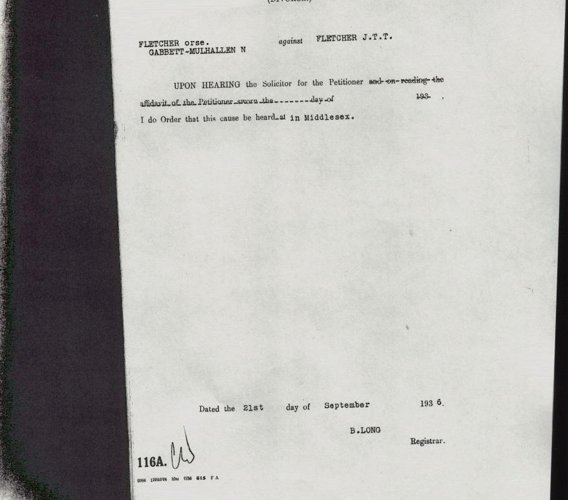 (DIVORCE)
FLETCHER orse. against FLETCHER J.T.T.
GABBETT-MULHALLEN N
UPON HEARING the Solicitor for the Petitioner and on reading the
affidavit of the Petitioner sworn the day of 193 .
I do Order that this cause be heard at in Middlesex.
Dated the 21st day of September 1936.
B.LONG
Registrar.
116A.